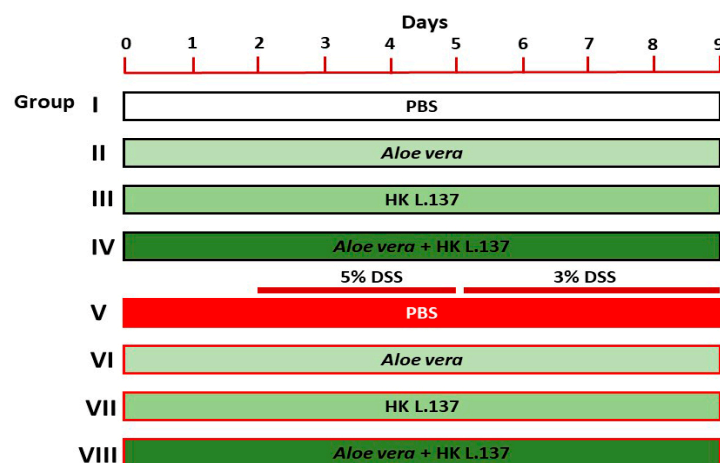 Days
0 1 2 3 4 5 6 7 8 9
Group I PBS
II Aloe vera
III HK L.137
IV Aloe vera + HK L.137
5% DSS 3% DSS
V PBS
VI Aloe vera
VII HK L.137
VIII Aloe vera + HK L.137